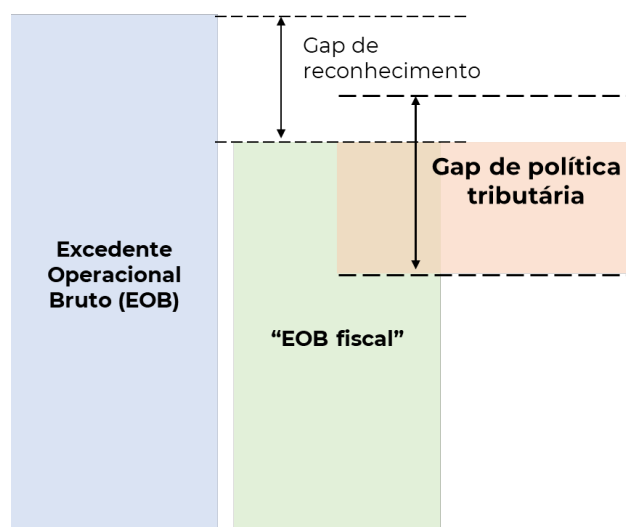 Gap de
reconhecimento
Gap de política
tributária
Excedente
Operacional
Bruto (EOB)
“EOB fiscal”